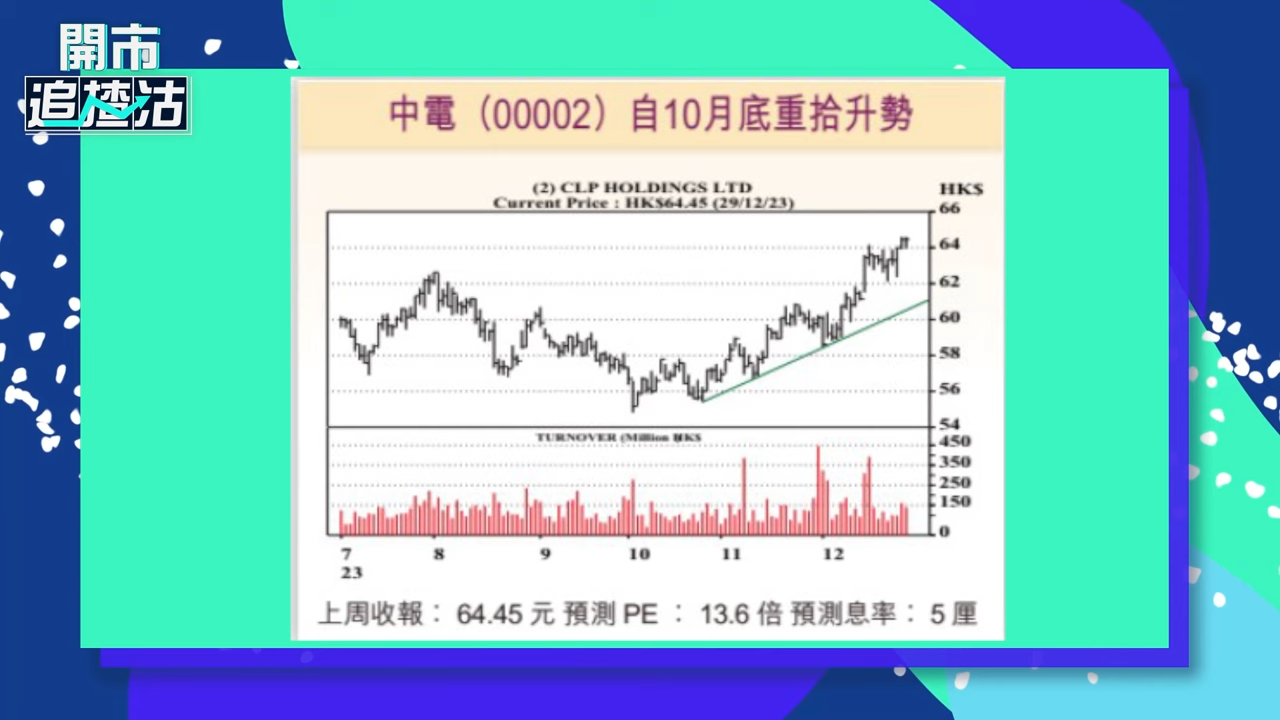 開市
追揸沽
中電（00002）自10月底重拾升勢
(2) CLP HOLDINGS LTD
Current Price : HK$64.45 (29/12/23)
HK$
66
64
62
60
58
56
54
TURNOVER (Million HK$
450
350
250
150
0
7 8 9 10 11 12
23
上周收報： 64.45 元 預測 PE ： 13.6 倍 預測息率： 5 厘